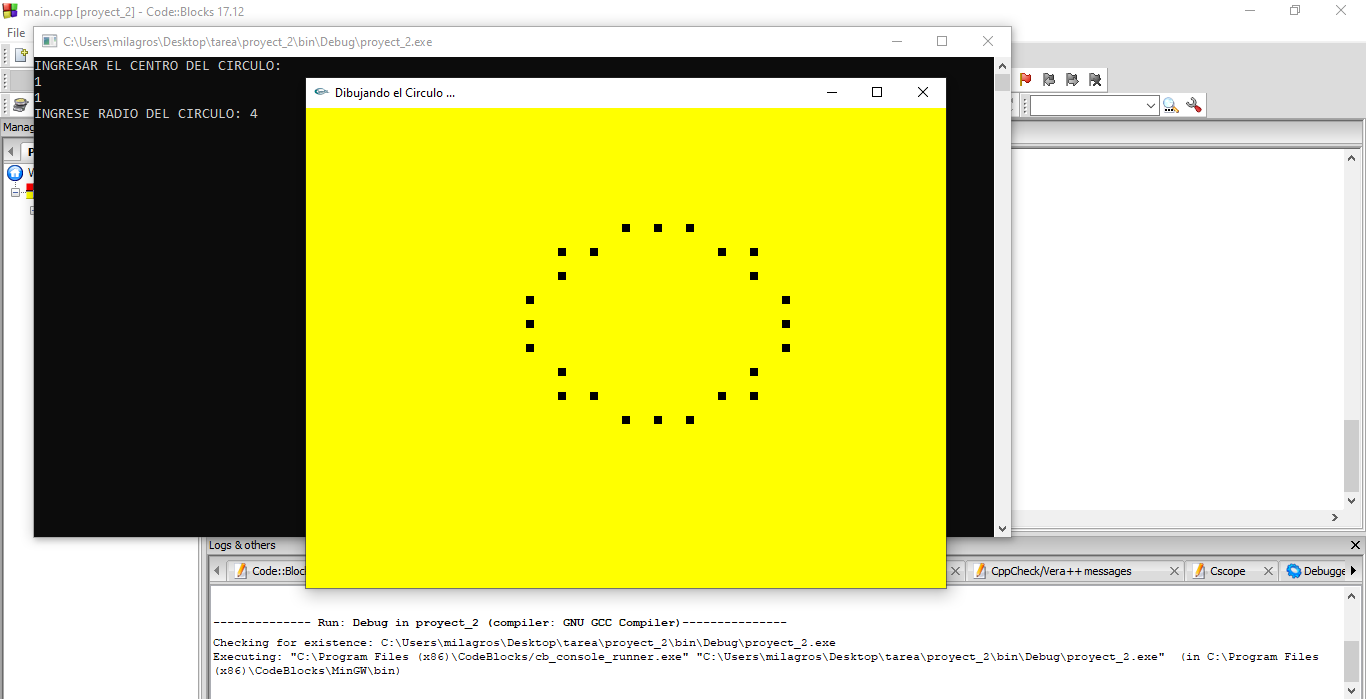 main.cpp [proyect_2] - Code::Blocks 17.12
File
C:\Users\milagros\Desktop\tarea\proyect_2\bin\Debug\proyect_2.exe
INGRESAR EL CENTRO DEL CIRCULO:
1
1
INGRESE RADIO DEL CIRCULO: 4
Dibujando el Circulo ...
Manag
P
W
Logs & others
Code::Bloc
CppCheck/Vera++ messages
Cscope
Debugge
-------------- Run: Debug in proyect_2 (compiler: GNU GCC Compiler)---------------
Checking for existence: C:\Users\milagros\Desktop\tarea\proyect_2\bin\Debug\proyect_2.exe
Executing: "C:\Program Files (x86)\CodeBlocks/cb_console_runner.exe" "C:\Users\milagros\Desktop\tarea\proyect_2\bin\Debug\proyect_2.exe"  (in C:\Program Files
(x86)\CodeBlocks\MinGW\bin)